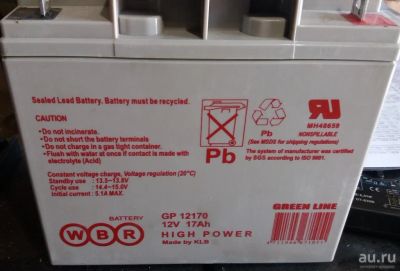 Sealed Lead Battery. Battery must be recycled.
CAUTION
• Do not incinerate.
• Do not short the battery terminals
• Do not charge in a gas tight container.
• Flush with water at once if contact is made with
electrolyte (Acid)
Constant voltage charge, Voltage regulation (20°C)
Standby use : 13.5~13.8V
Cycle use : 14.4~15.0V
Initial current : 5.1A MAX.
Pb
Pb
MH48659
NONSPILLABLE
(See MSDS for shipping regulations)
The system of manufacturer was certified
by SGS according to ISO 9001.
BATTERY
WBR
GP 12170
12V 17Ah
HIGH POWER
Made by KLB
GREEN LINE
au.ru